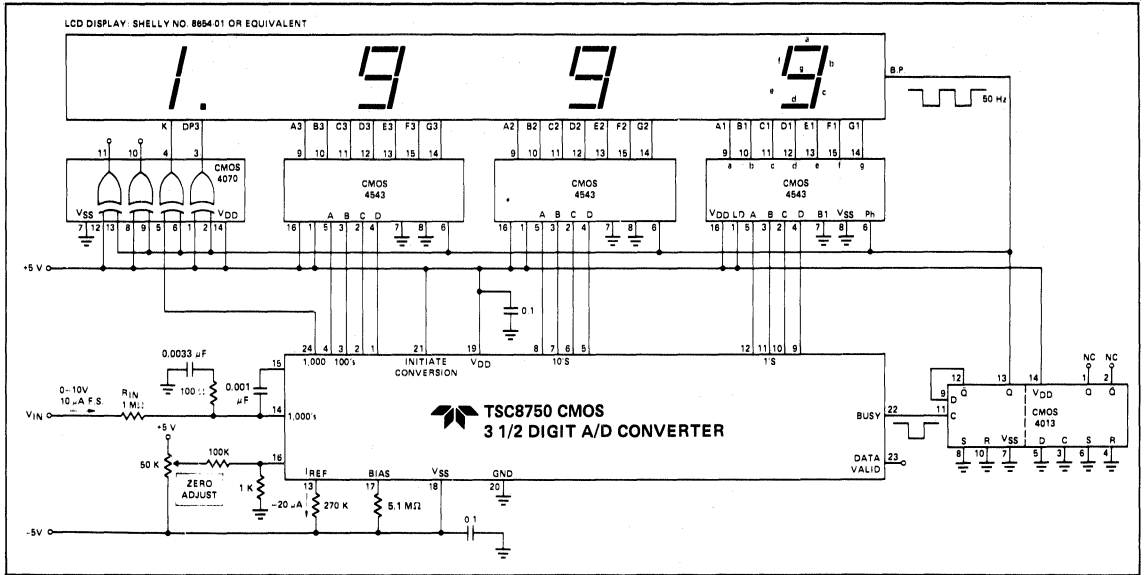 LCD DISPLAY: SHELLY NO. 8654-01 OR EQUIVALENT
1. 9 9 9
a
f b
g
e c
d
B.P.
50 Hz
K DP3 A3 B3 C3 D3 E3 F3 G3 A2 B2 C2 D2 E2 F2 G2 A1 B1 C1 D1 E1 F1 G1
11 10 4 3 9 10 11 12 13 15 14 9 10 11 12 13 15 14 9 10 11 12 13 15 14
a b c d e f g
CMOS
4070
CMOS
4543
CMOS
4543
CMOS
4543
VSS VDD A B C D A B C D VDD LD A B C D B1 VSS Ph
7 12 13 8 9 5 6 1 2 14 16 1 5 3 2 4 7 8 6 16 1 5 3 2 4 7 8 6 16 1 5 3 2 4 7 8 6
+5 V
0.1
24 4 3 2 1 21 19 8 7 6 5 12 11 10 9
1,000 100's INITIATE CONVERSION VDD 10'S 1'S
0.0033 µF
100 Ω
0.001 µF
15
0–10V
10 µA F.S.
RIN
1 MΩ
VIN
14
1,000's
TSC8750 CMOS
3 1/2 DIGIT A/D CONVERTER
BUSY 22
DATA VALID 23
NC NC
12 13 14 1 2
9 D Q Q VDD Q Q
11 C
CMOS
4013
S R VSS D C S R
8 10 7 5 3 6 4
+5 V
50 K
100K
16
ZERO ADJUST
1 K
IREF BIAS VSS GND
13 17 18 20
-20 µA
270 K
5.1 MΩ
0.1
-5V